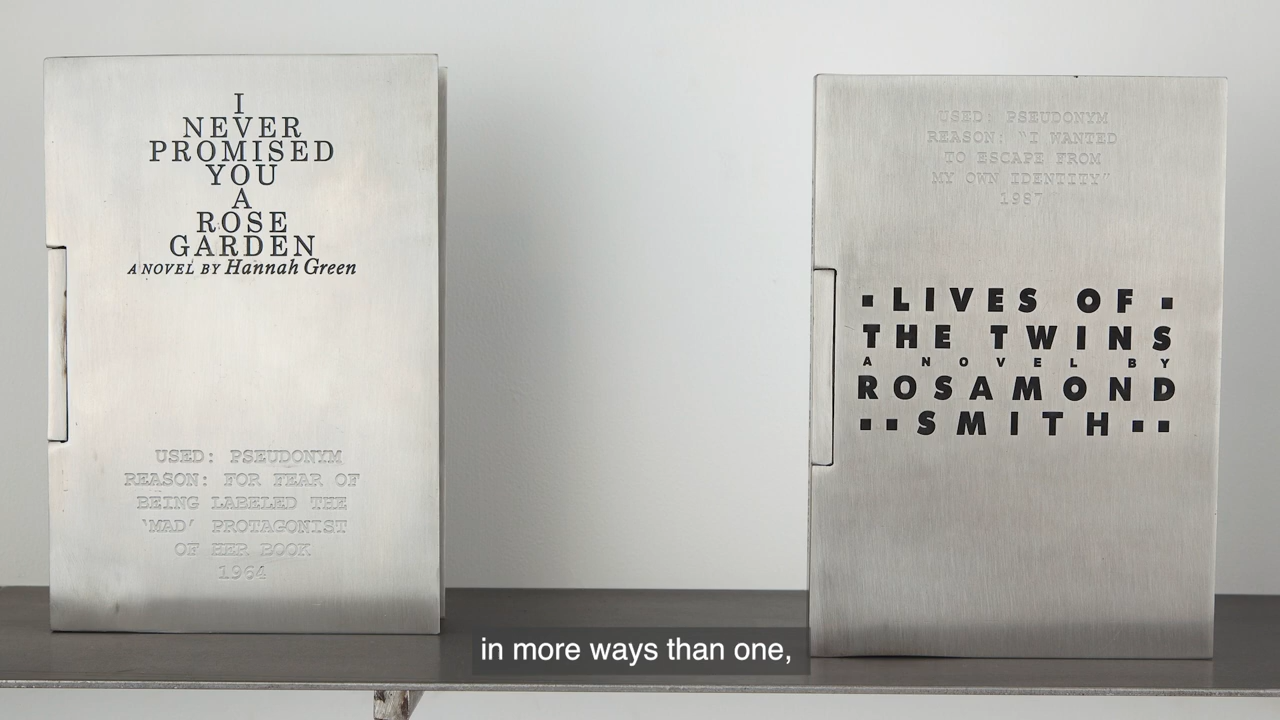 I
NEVER
PROMISED
YOU
A
ROSE
GARDEN
A NOVEL BY Hannah Green
USED: PSEUDONYM
REASON: FOR FEAR OF
BEING LABELED THE
'MAD' PROTAGONIST
OF HER BOOK
1964
USED: PSEUDONYM
REASON: "I WANTED
TO ESCAPE FROM
MY OWN IDENTITY"
1987
▪ LIVES OF ▪
THE TWINS
A NOVEL BY
ROSAMOND
▪▪ SMITH ▪▪
in more ways than one,